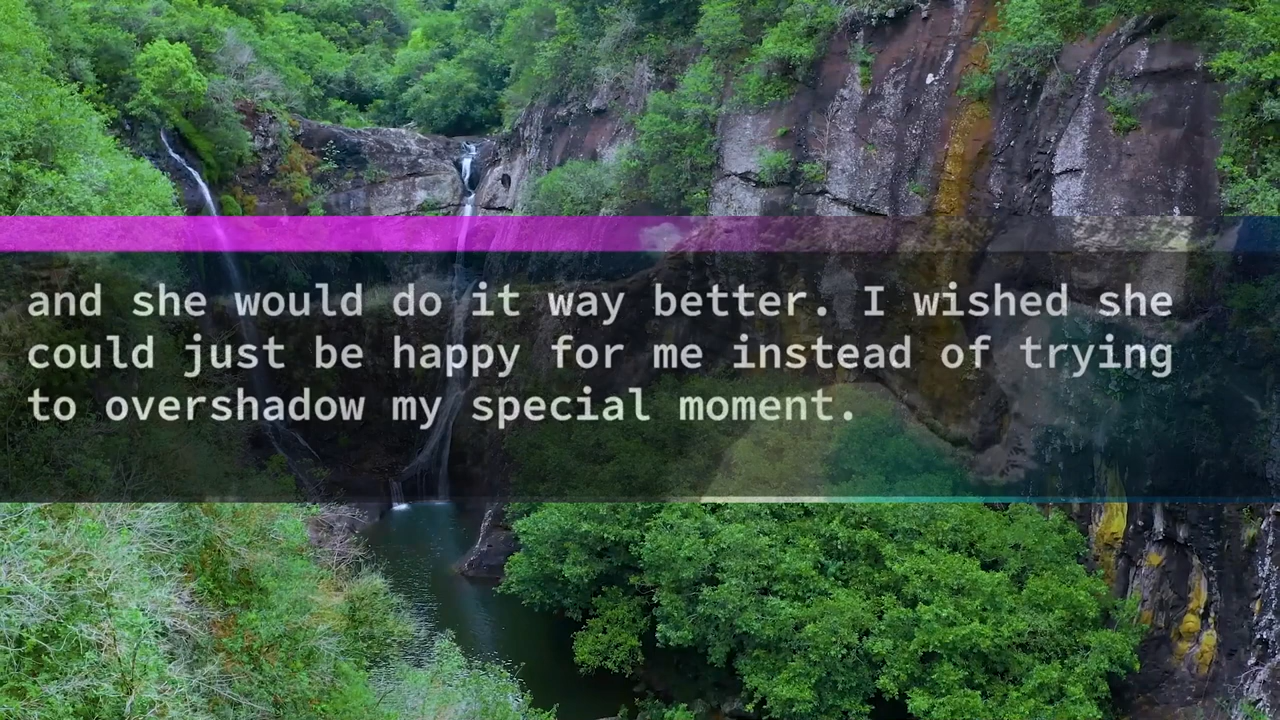 and she would do it way better. I wished she
could just be happy for me instead of trying
to overshadow my special moment.